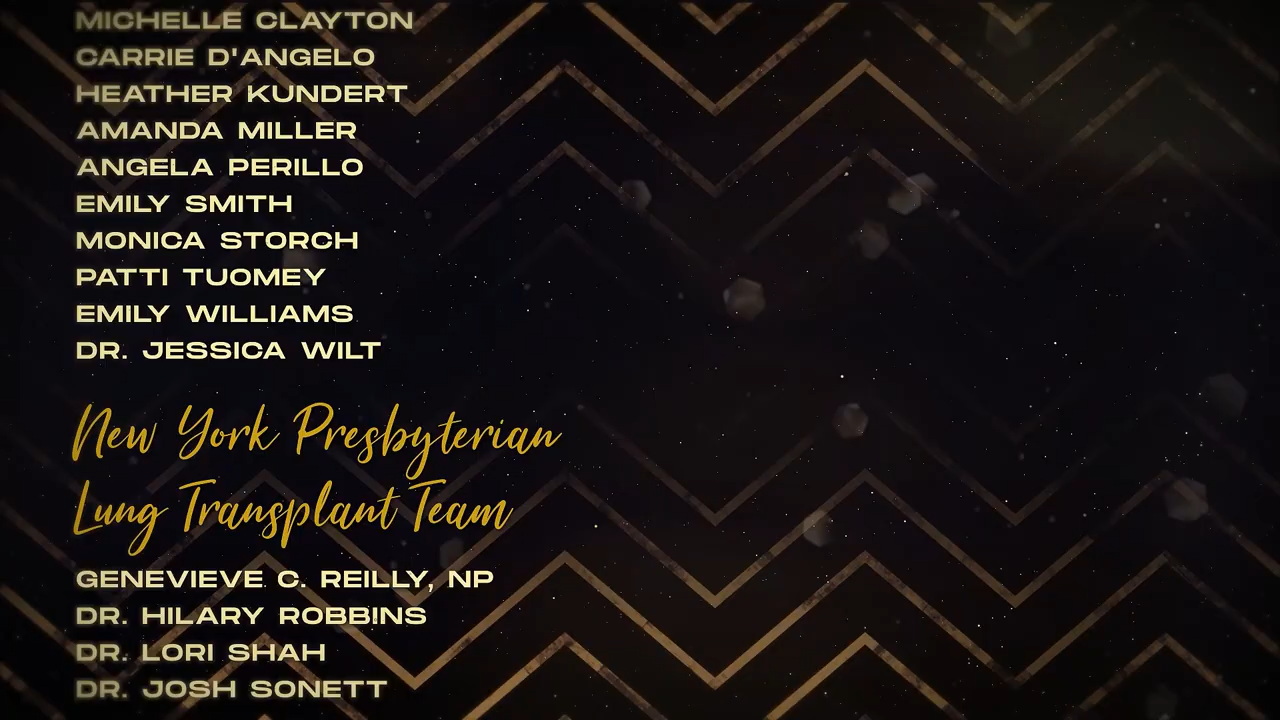 MICHELLE CLAYTON
CARRIE D'ANGELO
HEATHER KUNDERT
AMANDA MILLER
ANGELA PERILLO
EMILY SMITH
MONICA STORCH
PATTI TUOMEY
EMILY WILLIAMS
DR. JESSICA WILT
New York Presbyterian
Lung Transplant Team
GENEVIEVE C. REILLY, NP
DR. HILARY ROBBINS
DR. LORI SHAH
DR. JOSH SONETT